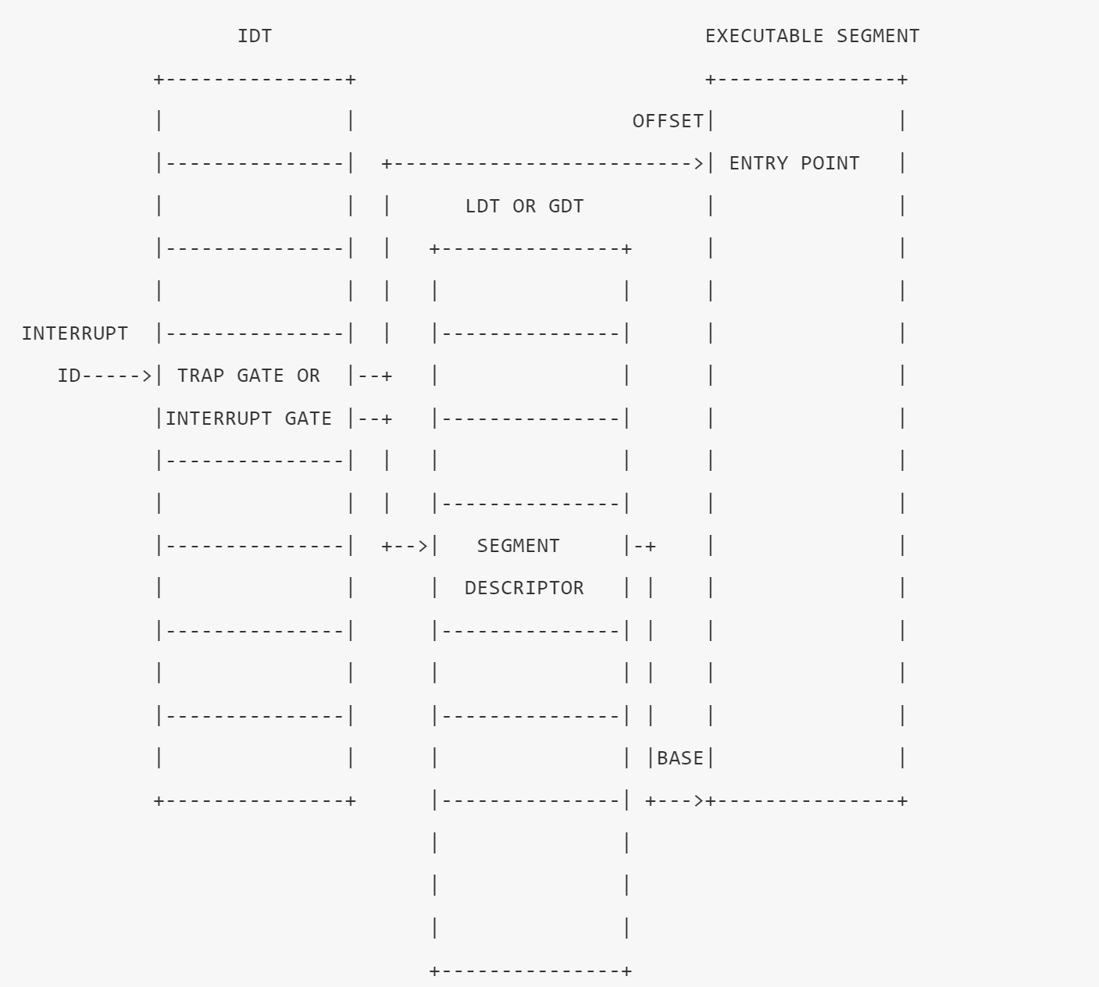 IDT EXECUTABLE SEGMENT
+---------------+ +---------------+
| | OFFSET| |
|---------------| +------------------------->| ENTRY POINT |
| | | LDT OR GDT | |
|---------------| | +---------------+ | |
| | | | | | |
INTERRUPT |---------------| | |---------------| | |
ID----->| TRAP GATE OR |--+ | | | |
|INTERRUPT GATE |--+ |---------------| | |
|---------------| | | | | |
| | | |---------------| | |
|---------------| +-->| SEGMENT |-+ | |
| | | DESCRIPTOR | | | |
|---------------| |---------------| | | |
| | | | | | |
|---------------| |---------------| | | |
| | | | |BASE| |
+---------------+ |---------------| +--->+---------------+
| |
| |
| |
+---------------+